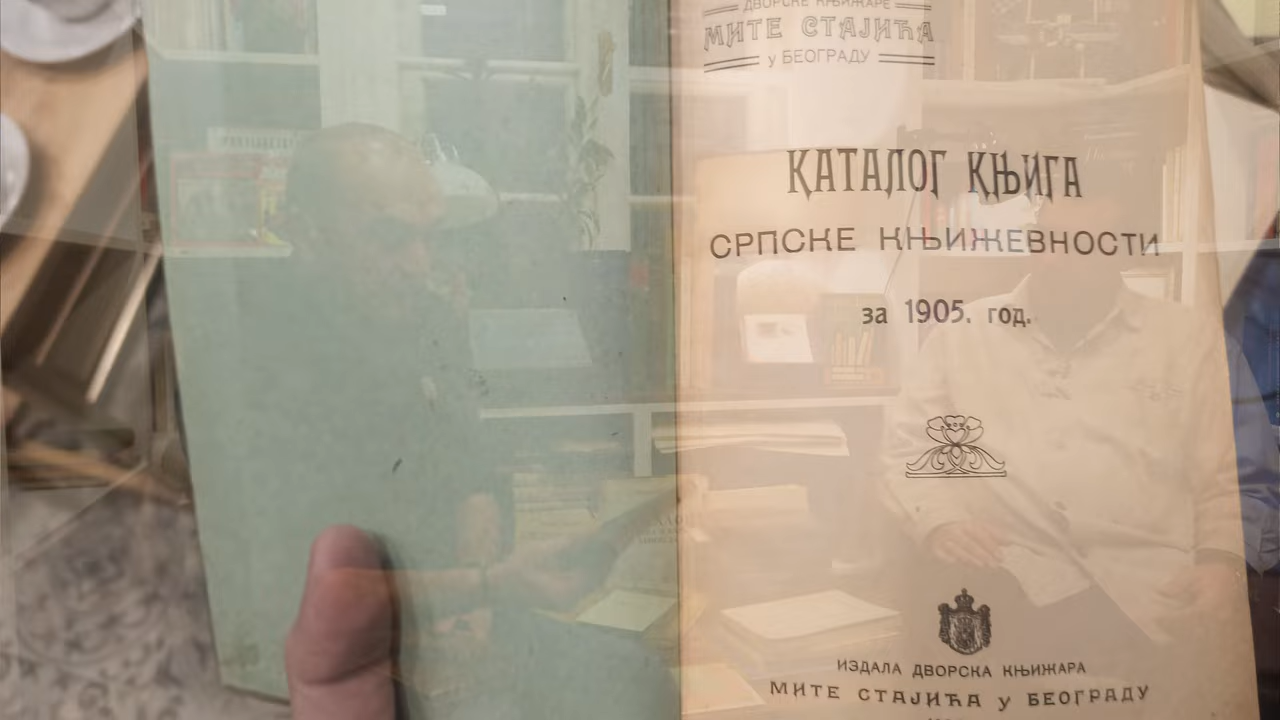 ДВОРСКЕ КЊИЖАРЕ
МИТЕ СТАЈИЋА
у БЕОГРАДУ
КАТАЛОГ КЊИГА
СРПСКЕ КЊИЖЕВНОСТИ
за 1905. год.
ИЗДАЛА ДВОРСКА КЊИЖАРА
МИТЕ СТАЈИЋА у БЕОГРАДУ